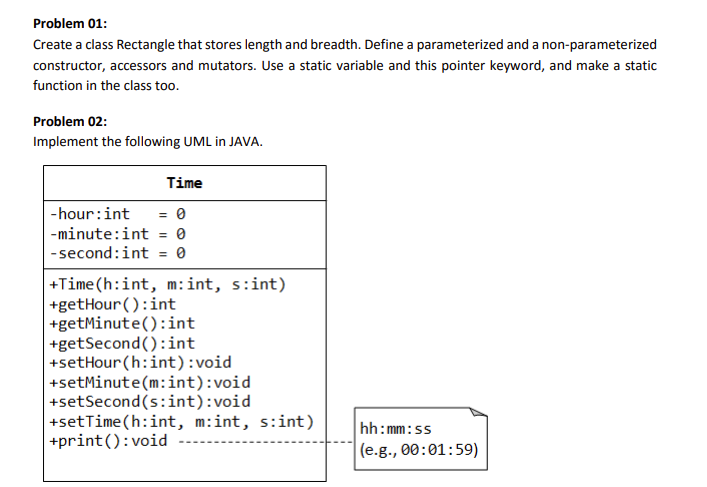 Problem 01:
Create a class Rectangle that stores length and breadth. Define a parameterized and a non-parameterized
constructor, accessors and mutators. Use a static variable and this pointer keyword, and make a static
function in the class too.
Problem 02:
Implement the following UML in JAVA.
Time
-hour:int = 0
-minute:int = 0
-second:int = 0
+Time(h:int, m:int, s:int)
+getHour():int
+getMinute():int
+getSecond():int
+setHour(h:int):void
+setMinute(m:int):void
+setSecond(s:int):void
+setTime(h:int, m:int, s:int)
+print():void
hh:mm:ss
(e.g., 00:01:59)